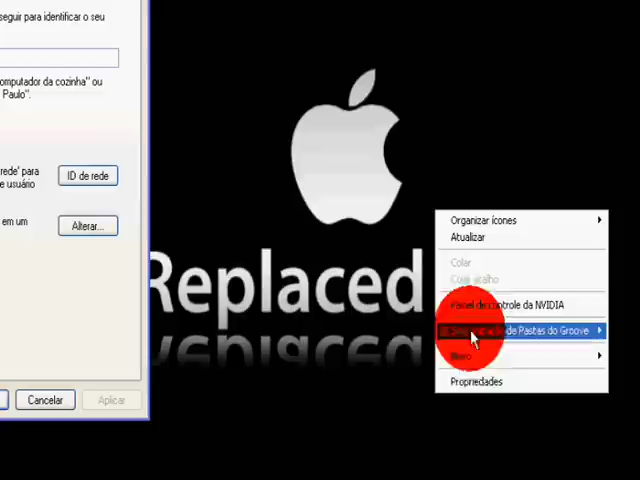 seguir para identificar o seu
omputador da cozinha" ou
Paulo".
rede' para
e usuário
ID de rede
em um
Alterar...
Cancelar
Aplicar
Replaced
Organizar ícones
Atualizar
Colar
Colar atalho
Painel de controle da NVIDIA
de Pastas do Groove
Novo
Propriedades